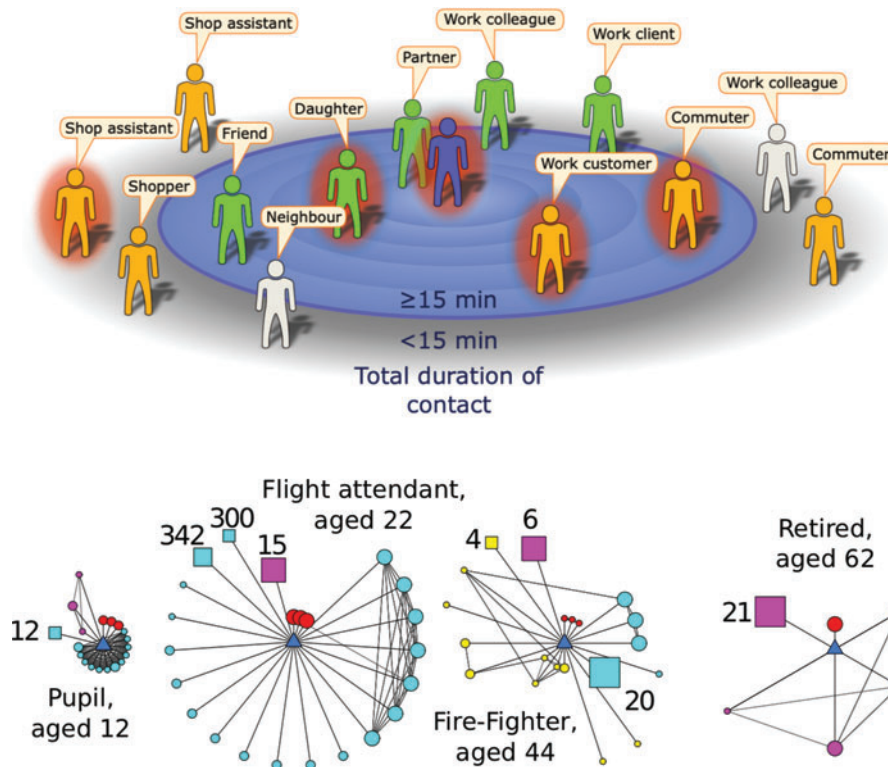 Shop assistant
Work colleague
Partner
Work client
Work colleague
Daughter
Shop assistant
Friend
Commuter
Work customer
Commuter
Shopper
Neighbour
≥15 min
<15 min
Total duration of
contact
Flight attendant,
aged 22
300
342
15
4
6
Retired,
aged 62
12
21
20
Pupil,
aged 12
Fire-Fighter,
aged 44